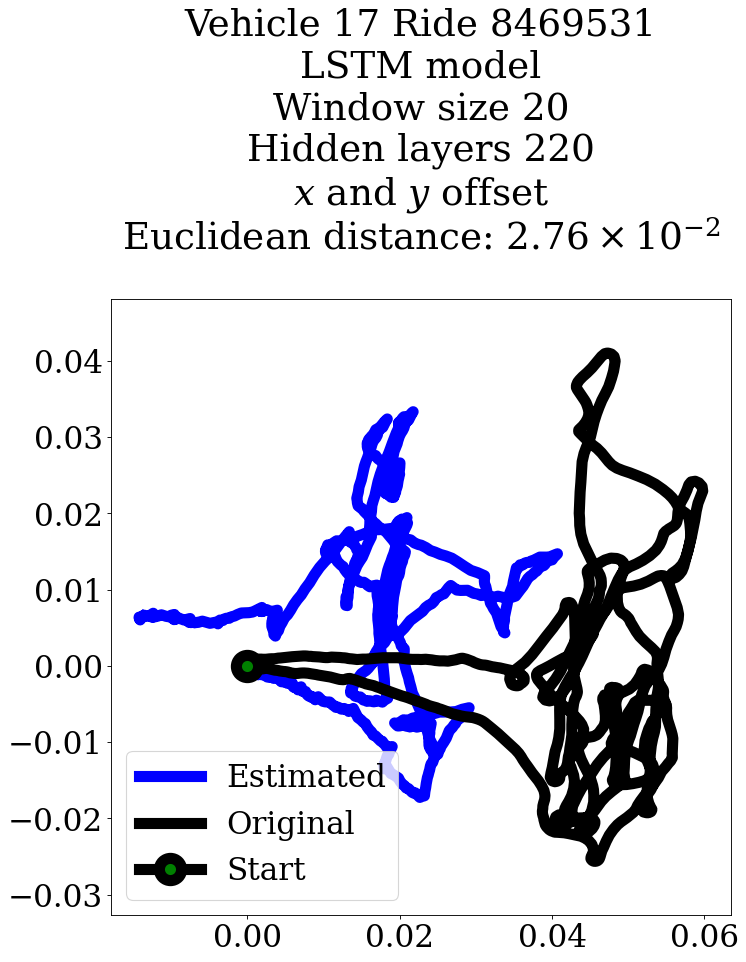 Vehicle 17 Ride 8469531
LSTM model
Window size 20
Hidden layers 220
x and y offset
Euclidean distance: 2.76 × 10⁻²
0.04
0.03
0.02
0.01
0.00
−0.01
−0.02
−0.03
Estimated
Original
Start
0.00 0.02 0.04 0.06